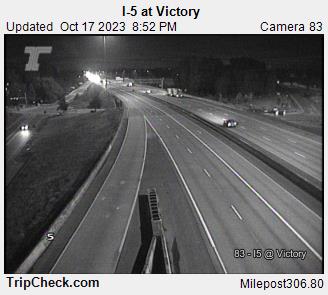 I-5 at Victory
Updated Oct 17 2023 8:52 PM Camera 83
T
5
83 - I5 @ Victory
TripCheck.com Milepost306.80